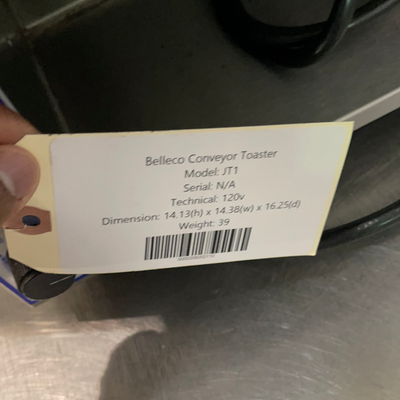 Belleco Conveyor Toaster
Model: JT1
Serial: N/A
Technical: 120v
Dimension: 14.13(h) x 14.38(w) x 16.25(d)
Weight: 39